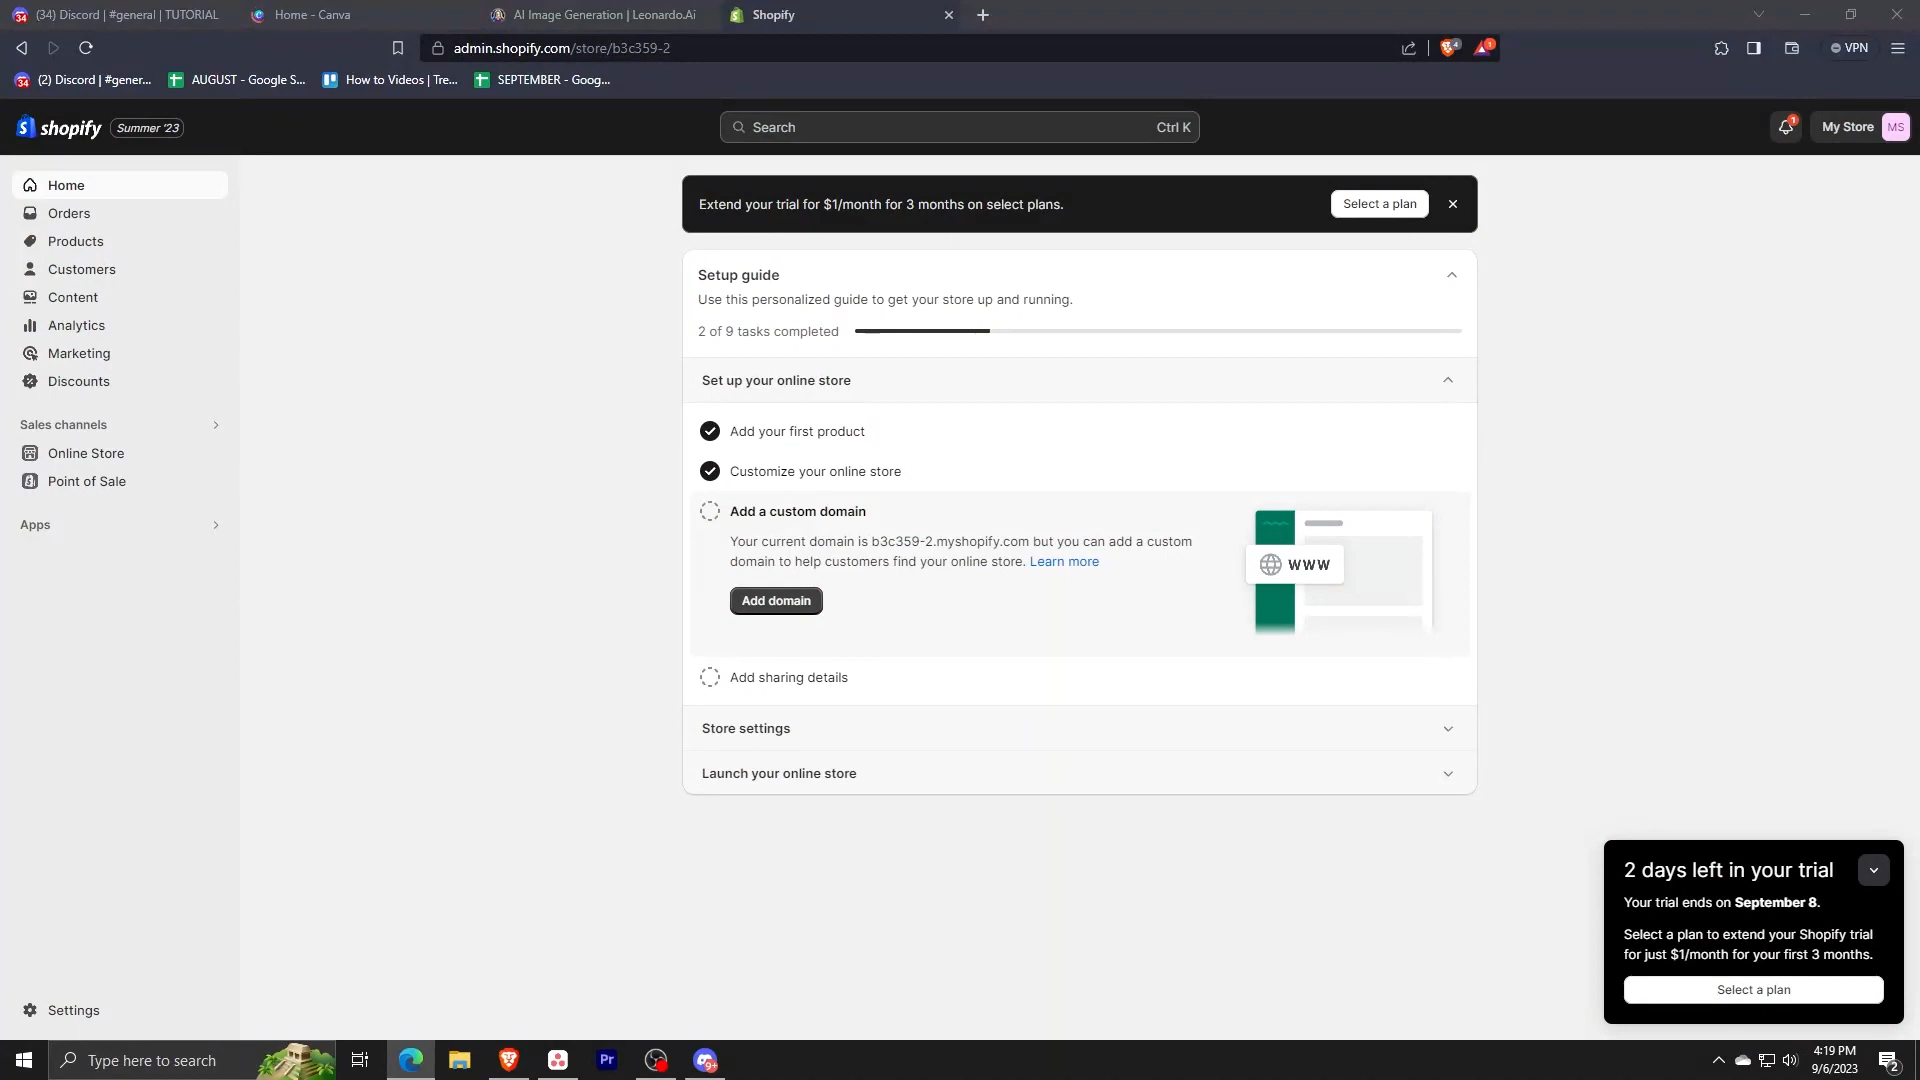 (34) Discord | #general | TUTORIAL
Home - Canva
AI Image Generation | Leonardo.Ai
Shopify
admin.shopify.com/store/b3c359-2
4
1
VPN
(2) Discord | #gener...
AUGUST - Google S...
How to Videos | Tre...
SEPTEMBER - Goog...
shopify
Summer '23
Search
Ctrl K
1
My Store
MS
Home
Orders
Products
Customers
Content
Analytics
Marketing
Discounts
Sales channels
Online Store
Point of Sale
Apps
Settings
Extend your trial for $1/month for 3 months on select plans.
Select a plan
Setup guide
Use this personalized guide to get your store up and running.
2 of 9 tasks completed
Set up your online store
Add your first product
Customize your online store
Add a custom domain
Your current domain is b3c359-2.myshopify.com but you can add a custom
domain to help customers find your online store. Learn more
Add domain
WWW
Add sharing details
Store settings
Launch your online store
2 days left in your trial
Your trial ends on September 8.
Select a plan to extend your Shopify trial
for just $1/month for your first 3 months.
Select a plan
Type here to search
Pr
9+
4:19 PM
9/6/2023
2